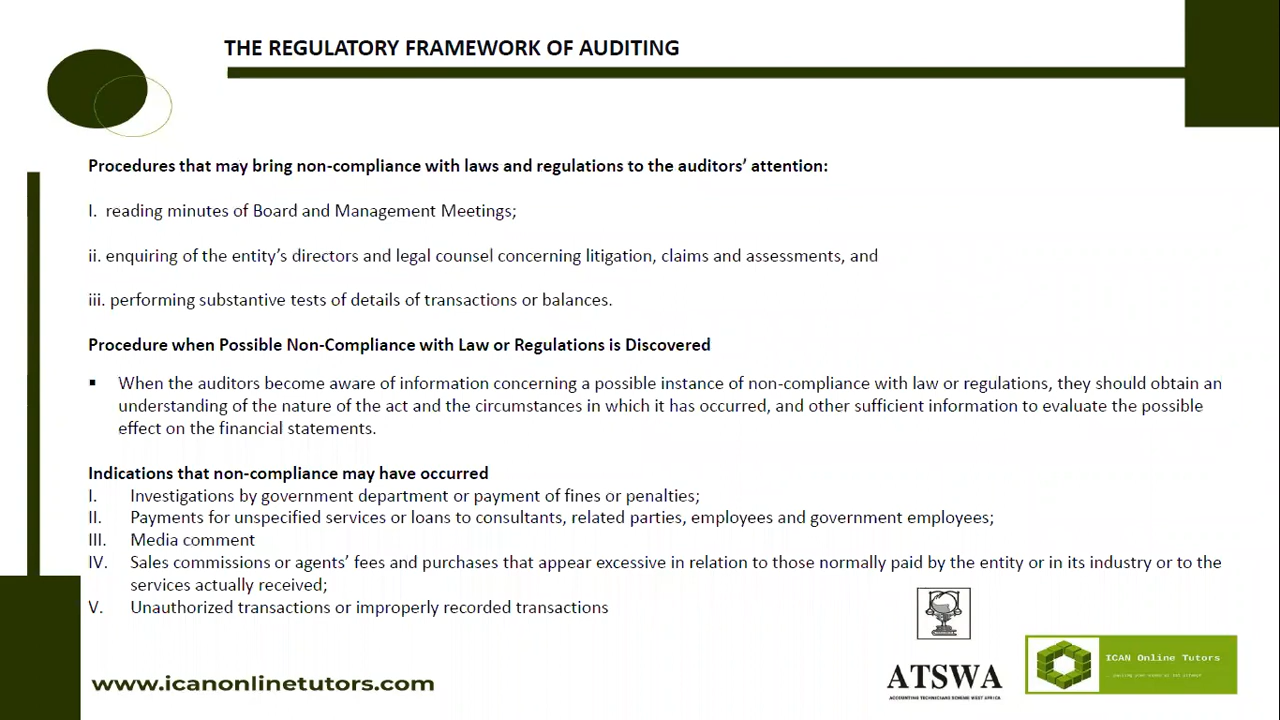 THE REGULATORY FRAMEWORK OF AUDITING
Procedures that may bring non-compliance with laws and regulations to the auditors’ attention:
I. reading minutes of Board and Management Meetings;
ii. enquiring of the entity’s directors and legal counsel concerning litigation, claims and assessments, and
iii. performing substantive tests of details of transactions or balances.
Procedure when Possible Non-Compliance with Law or Regulations is Discovered
▪ When the auditors become aware of information concerning a possible instance of non-compliance with law or regulations, they should obtain an
understanding of the nature of the act and the circumstances in which it has occurred, and other sufficient information to evaluate the possible
effect on the financial statements.
Indications that non-compliance may have occurred
I. Investigations by government department or payment of fines or penalties;
II. Payments for unspecified services or loans to consultants, related parties, employees and government employees;
III. Media comment
IV. Sales commissions or agents’ fees and purchases that appear excessive in relation to those normally paid by the entity or in its industry or to the
services actually received;
V. Unauthorized transactions or improperly recorded transactions
www.icanonlinetutors.com
ATSWA
ACCOUNTING TECHNICIANS SCHEME WEST AFRICA
ICAN Online Tutors